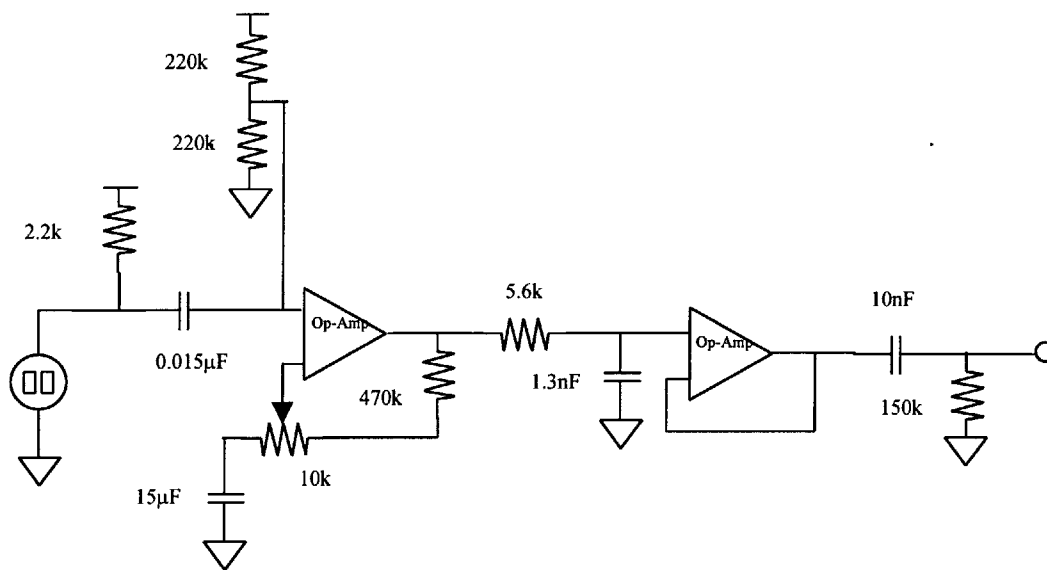 220k
220k
2.2k
0.015µF
Op-Amp
470k
10k
15µF
5.6k
1.3nF
Op-Amp
10nF
150k